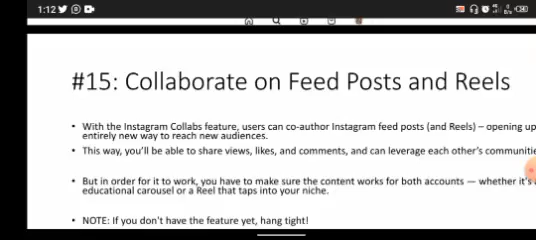 1:12
#15: Collaborate on Feed Posts and Reels
• With the Instagram Collabs feature, users can co-author Instagram feed posts (and Reels) – opening up
entirely new way to reach new audiences.
• This way, you'll be able to share views, likes, and comments, and can leverage each other's
• But in order for it to work, you have to make sure the content works for both accounts — whether it's
educational carousel or a Reel that taps into your niche.
• NOTE: If you don't have the feature yet, hang tight!